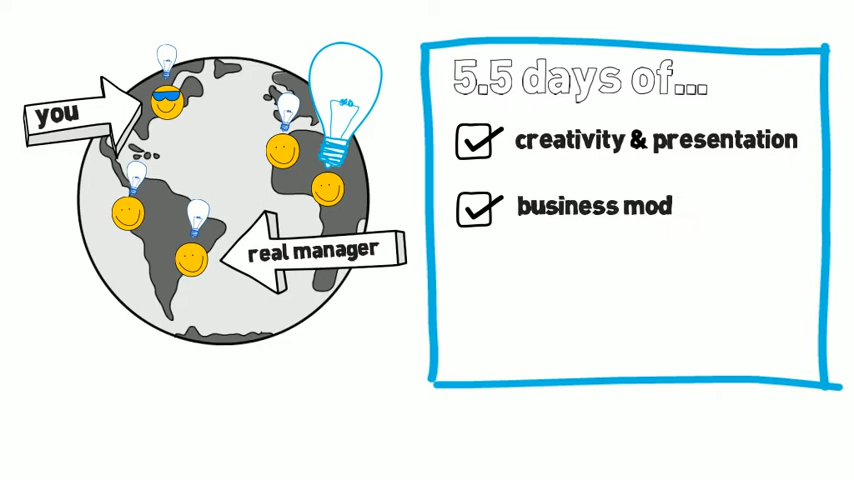 you
real manager
5.5 days of...
creativity & presentation
business mod